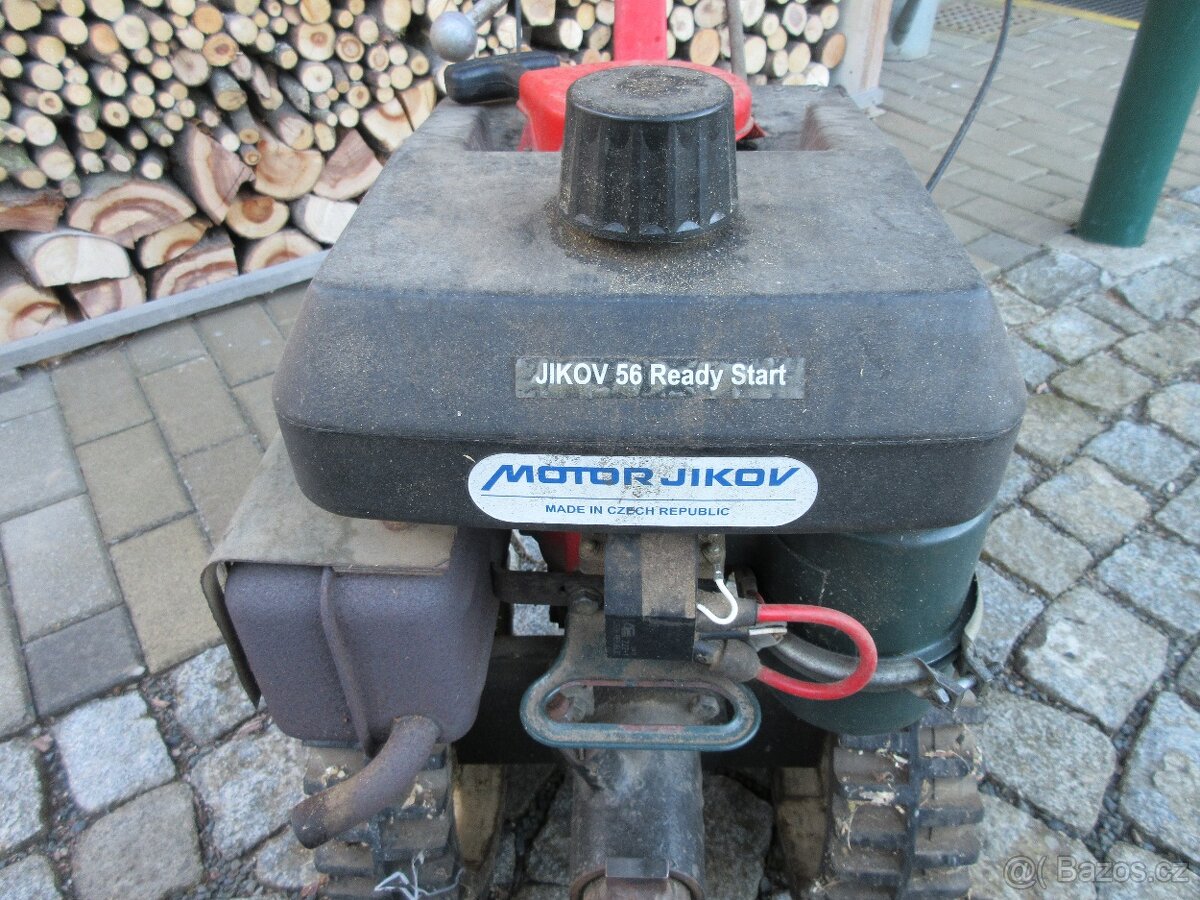 JIKOV 56 Ready Start
MOTOR JIKOV
MADE IN CZECH REPUBLIC
Bazos.cz